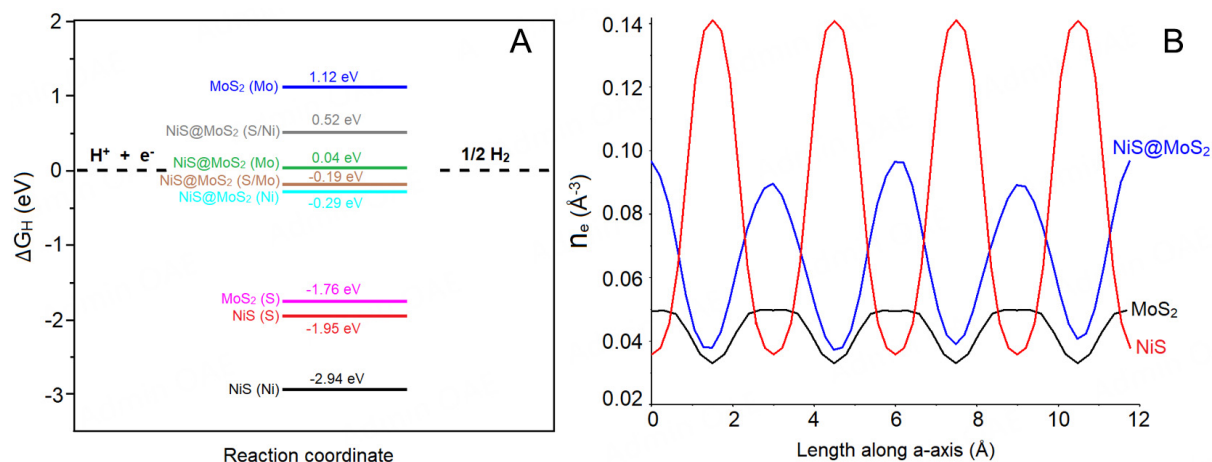 A
2
1
0
-1
-2
-3
ΔG_H (eV)
MoS₂ (Mo)
1.12 eV
NiS@MoS₂ (S/Ni)
0.52 eV
H⁺ + e⁻
NiS@MoS₂ (Mo)
0.04 eV
1/2 H₂
NiS@MoS₂ (S/Mo)
-0.19 eV
NiS@MoS₂ (Ni)
-0.29 eV
MoS₂ (S)
-1.76 eV
NiS (S)
-1.95 eV
NiS (Ni)
-2.94 eV
Reaction coordinate
B
0.14
0.12
0.10
0.08
0.06
0.04
0.02
nₑ (Å⁻³)
NiS@MoS₂
MoS₂
NiS
0 2 4 6 8 10 12
Length along a-axis (Å)